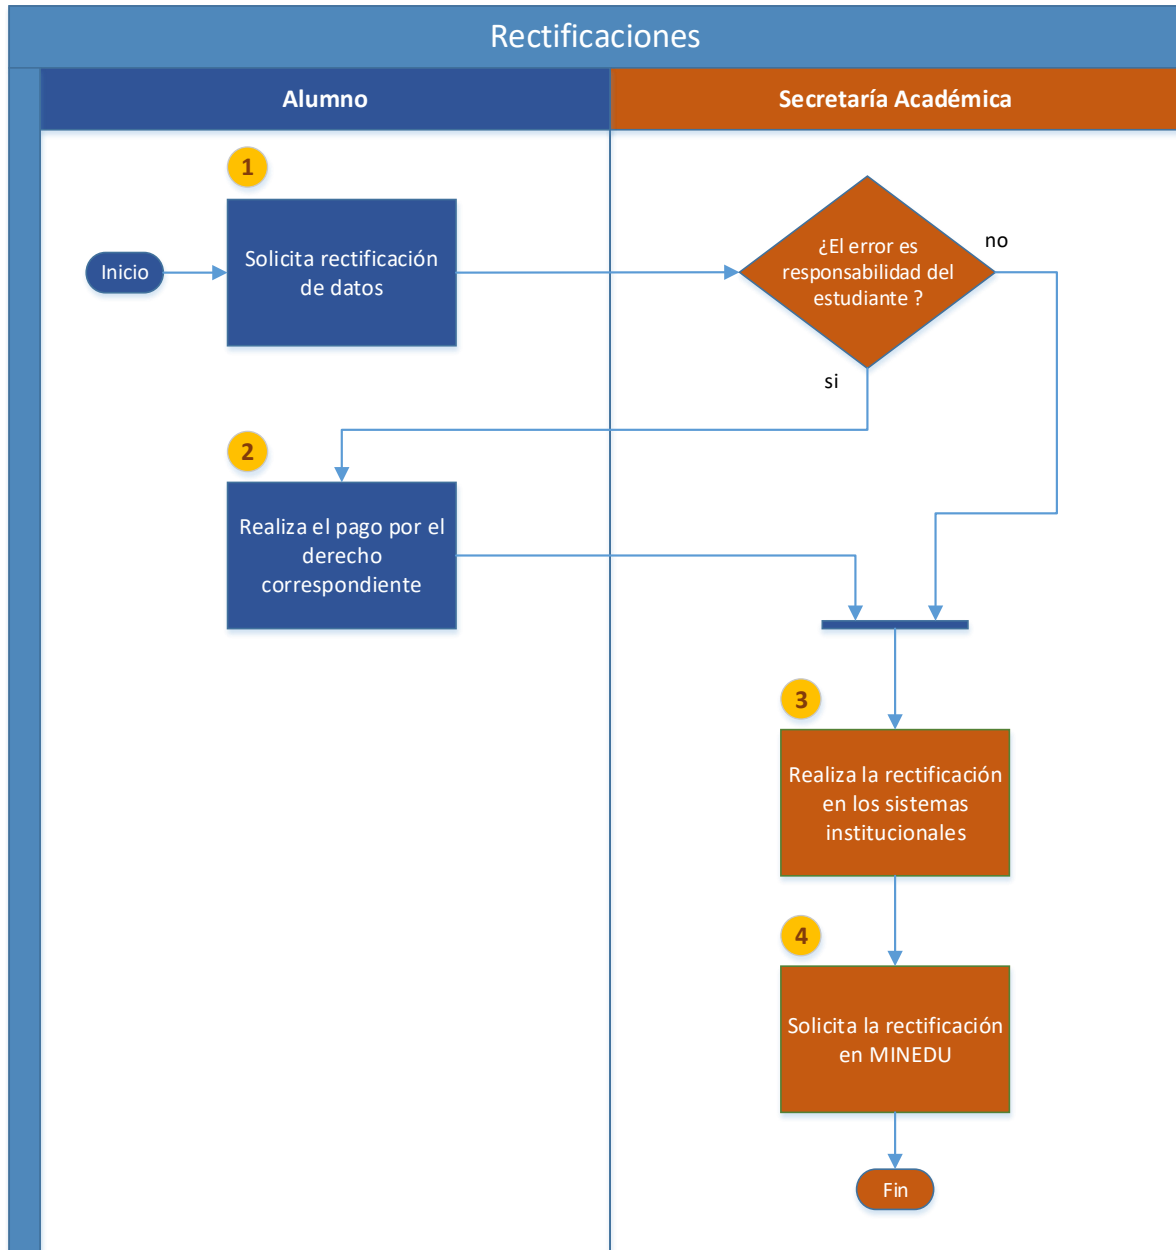 Rectificaciones
Alumno
Secretaría Académica
1
Inicio
Solicita rectificación
de datos
¿El error es
responsabilidad del
estudiante ?
no
si
2
Realiza el pago por el
derecho
correspondiente
3
Realiza la rectificación
en los sistemas
institucionales
4
Solicita la rectificación
en MINEDU
Fin